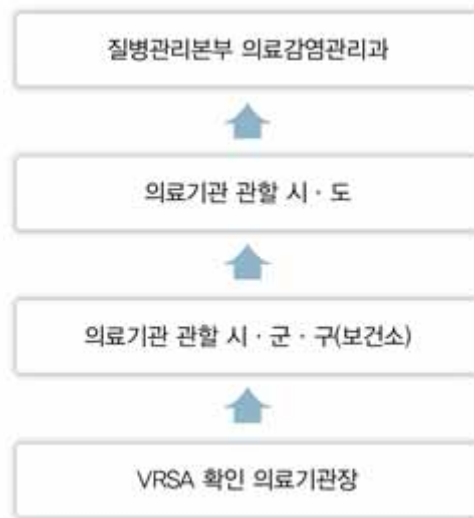 질병관리본부 의료감염관리과
의료기관 관할 시 · 도
의료기관 관할 시 · 군 · 구(보건소)
VRSA 확인 의료기관장